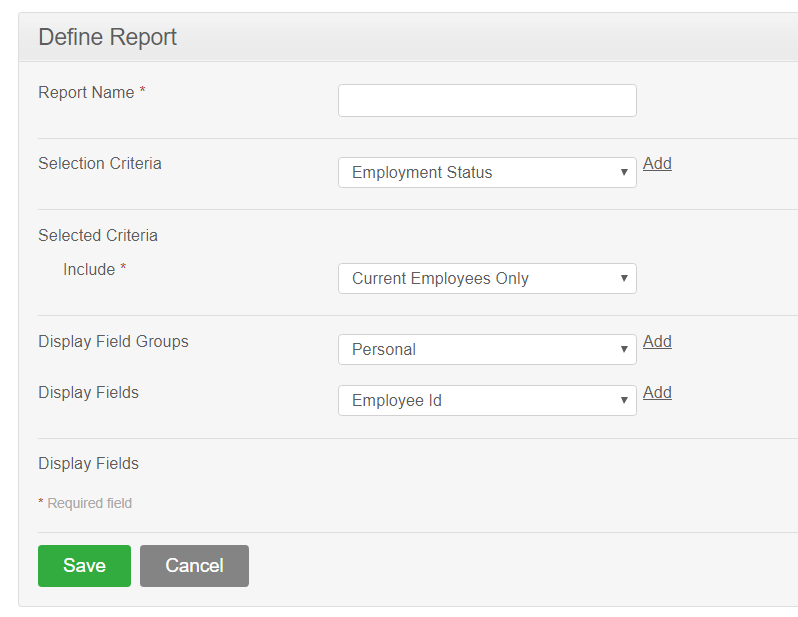 Define Report
Report Name *
Selection Criteria
Employment Status
Add
Selected Criteria
Include *
Current Employees Only
Display Field Groups
Personal
Add
Display Fields
Employee Id
Add
Display Fields
* Required field
Save
Cancel